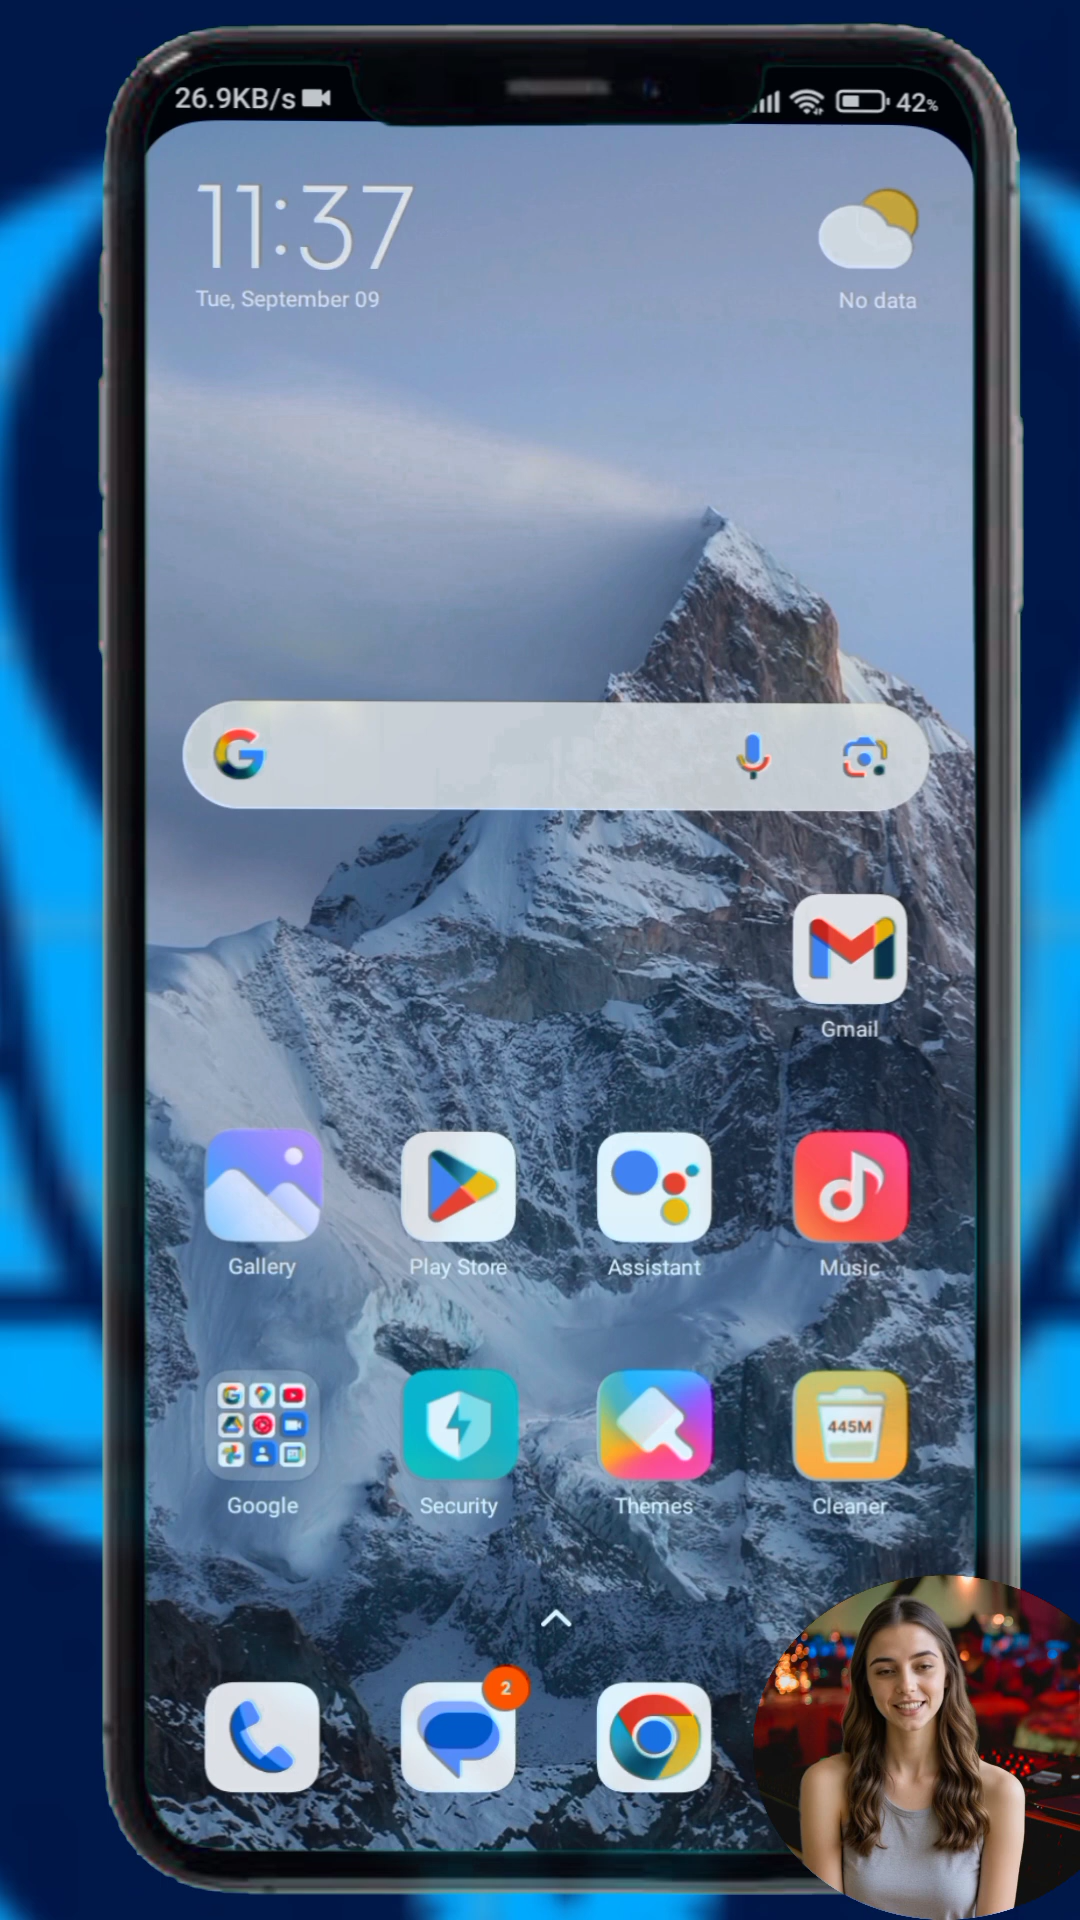 26.9KB/s
42%
11:37
Tue, September 09
No data
Gmail
Gallery
Play Store
Assistant
Music
445M
Google
Security
Themes
Cleaner
2